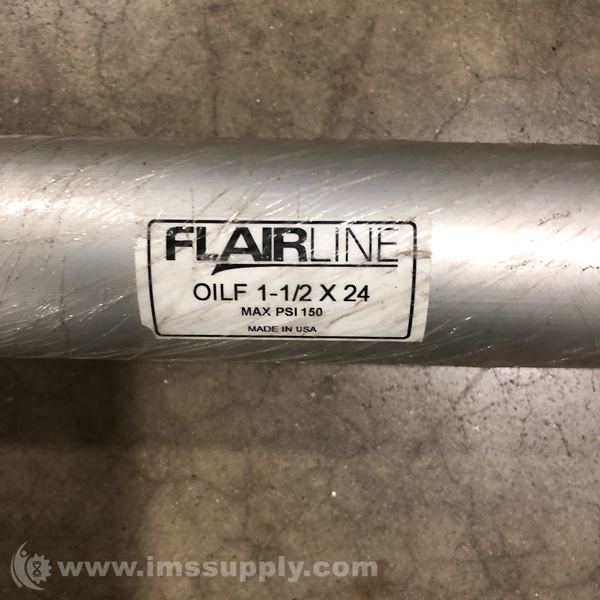 FLAIRLINE
OILF 1-1/2 X 24
MAX PSI 150
MADE IN USA
www.imssupply.com